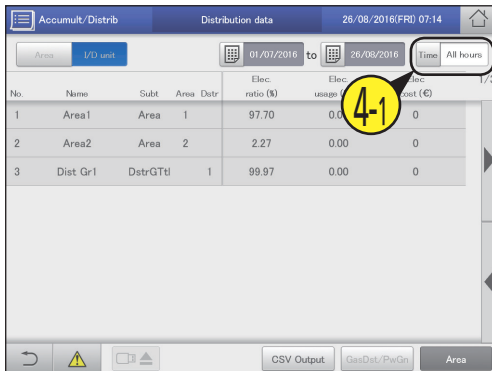 Accumult/Distrib Distribution data 26/08/2016(FRI) 07:14
Area I/D unit 01/07/2016 to 26/08/2016 Time All hours
No. Name Subt Area Dstr Elec. ratio (%) Elec. usage Elec cost (€) 1/
1 Area1 Area 1 97.70 0.0 0
2 Area2 Area 2 2.27 0.00 0
3 Dist Gr1 DstrGTtl 1 99.97 0.00 0
4-1
CSV Output GasDst/PwGn Area